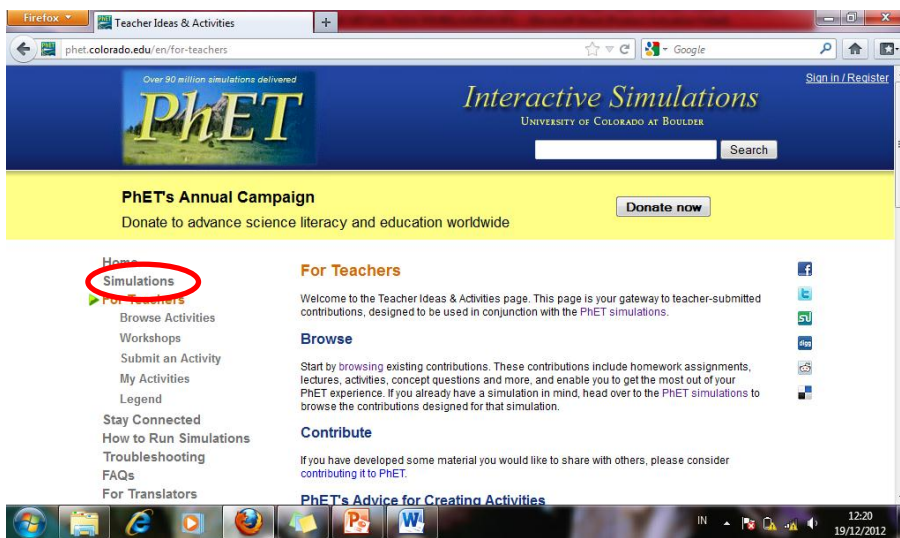 Firefox
Teacher Ideas & Activities
+
phet.colorado.edu/en/for-teachers
Google
Over 90 million simulations delivered
PhET
Interactive Simulations
University of Colorado at Boulder
Sign in / Register
Search
PhET's Annual Campaign
Donate to advance science literacy and education worldwide
Donate now
Home
Simulations
For Teachers
Browse Activities
Workshops
Submit an Activity
My Activities
Legend
Stay Connected
How to Run Simulations
Troubleshooting
FAQs
For Translators
For Teachers
Welcome to the Teacher Ideas & Activities page. This page is your gateway to teacher-submitted
contributions, designed to be used in conjunction with the PhET simulations.
Browse
Start by browsing existing contributions. These contributions include homework assignments,
lectures, activities, concept questions and more, and enable you to get the most out of your
PhET experience. If you already have a simulation in mind, head over to the PhET simulations to
browse the contributions designed for that simulation.
Contribute
If you have developed some material you would like to share with others, please consider
contributing it to PhET.
PhET's Advice for Creating Activities
digg
IN
12:20
19/12/2012